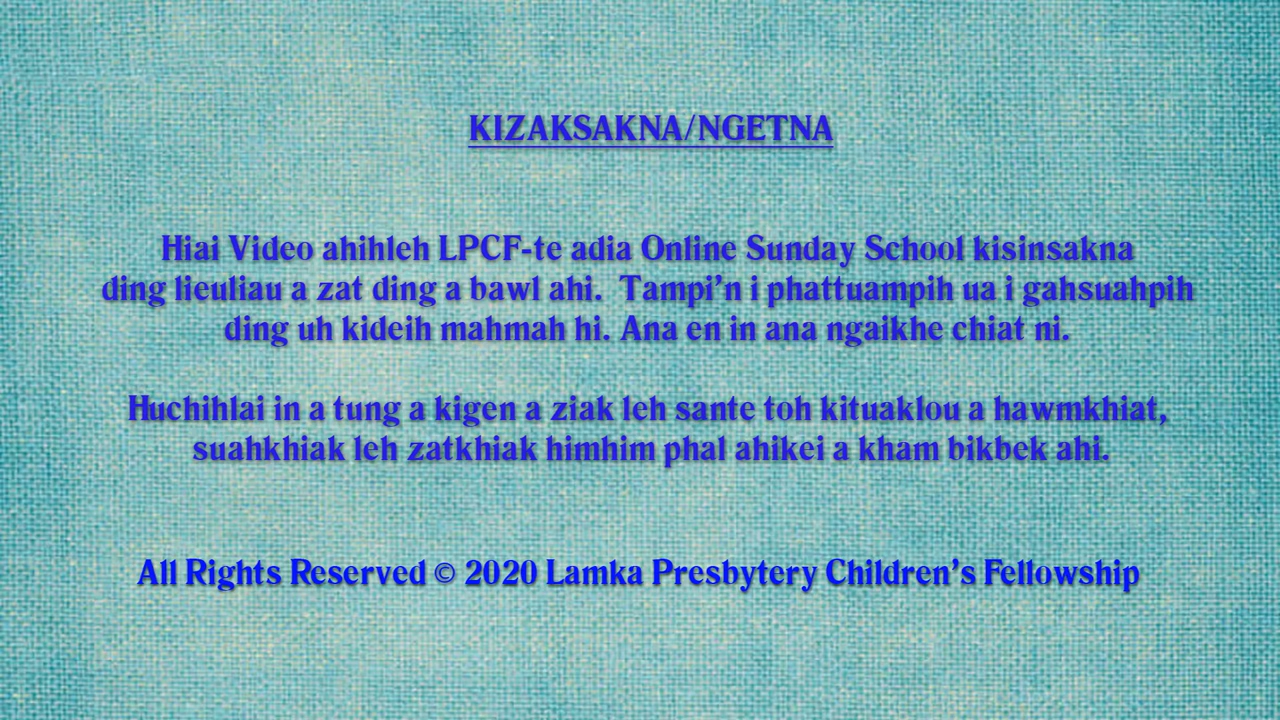 KIZAKSAKNA/NGETNA
Hiai Video ahihleh LPCF-te adia Online Sunday School kisinsakna
ding lieuliau a zat ding a bawl ahi. Tampi'n i phattuampih ua i gahsuahpih
ding uh kideih mahmah hi. Ana en in ana ngaikhe chiat ni.
Huchihlai in a tung a kigen a ziak leh sante toh kituaklou a hawmkhiat,
suahkhiak leh zatkhiak himhim phal ahikei a kham bikbek ahi.
All Rights Reserved © 2020 Lamka Presbytery Children's Fellowship